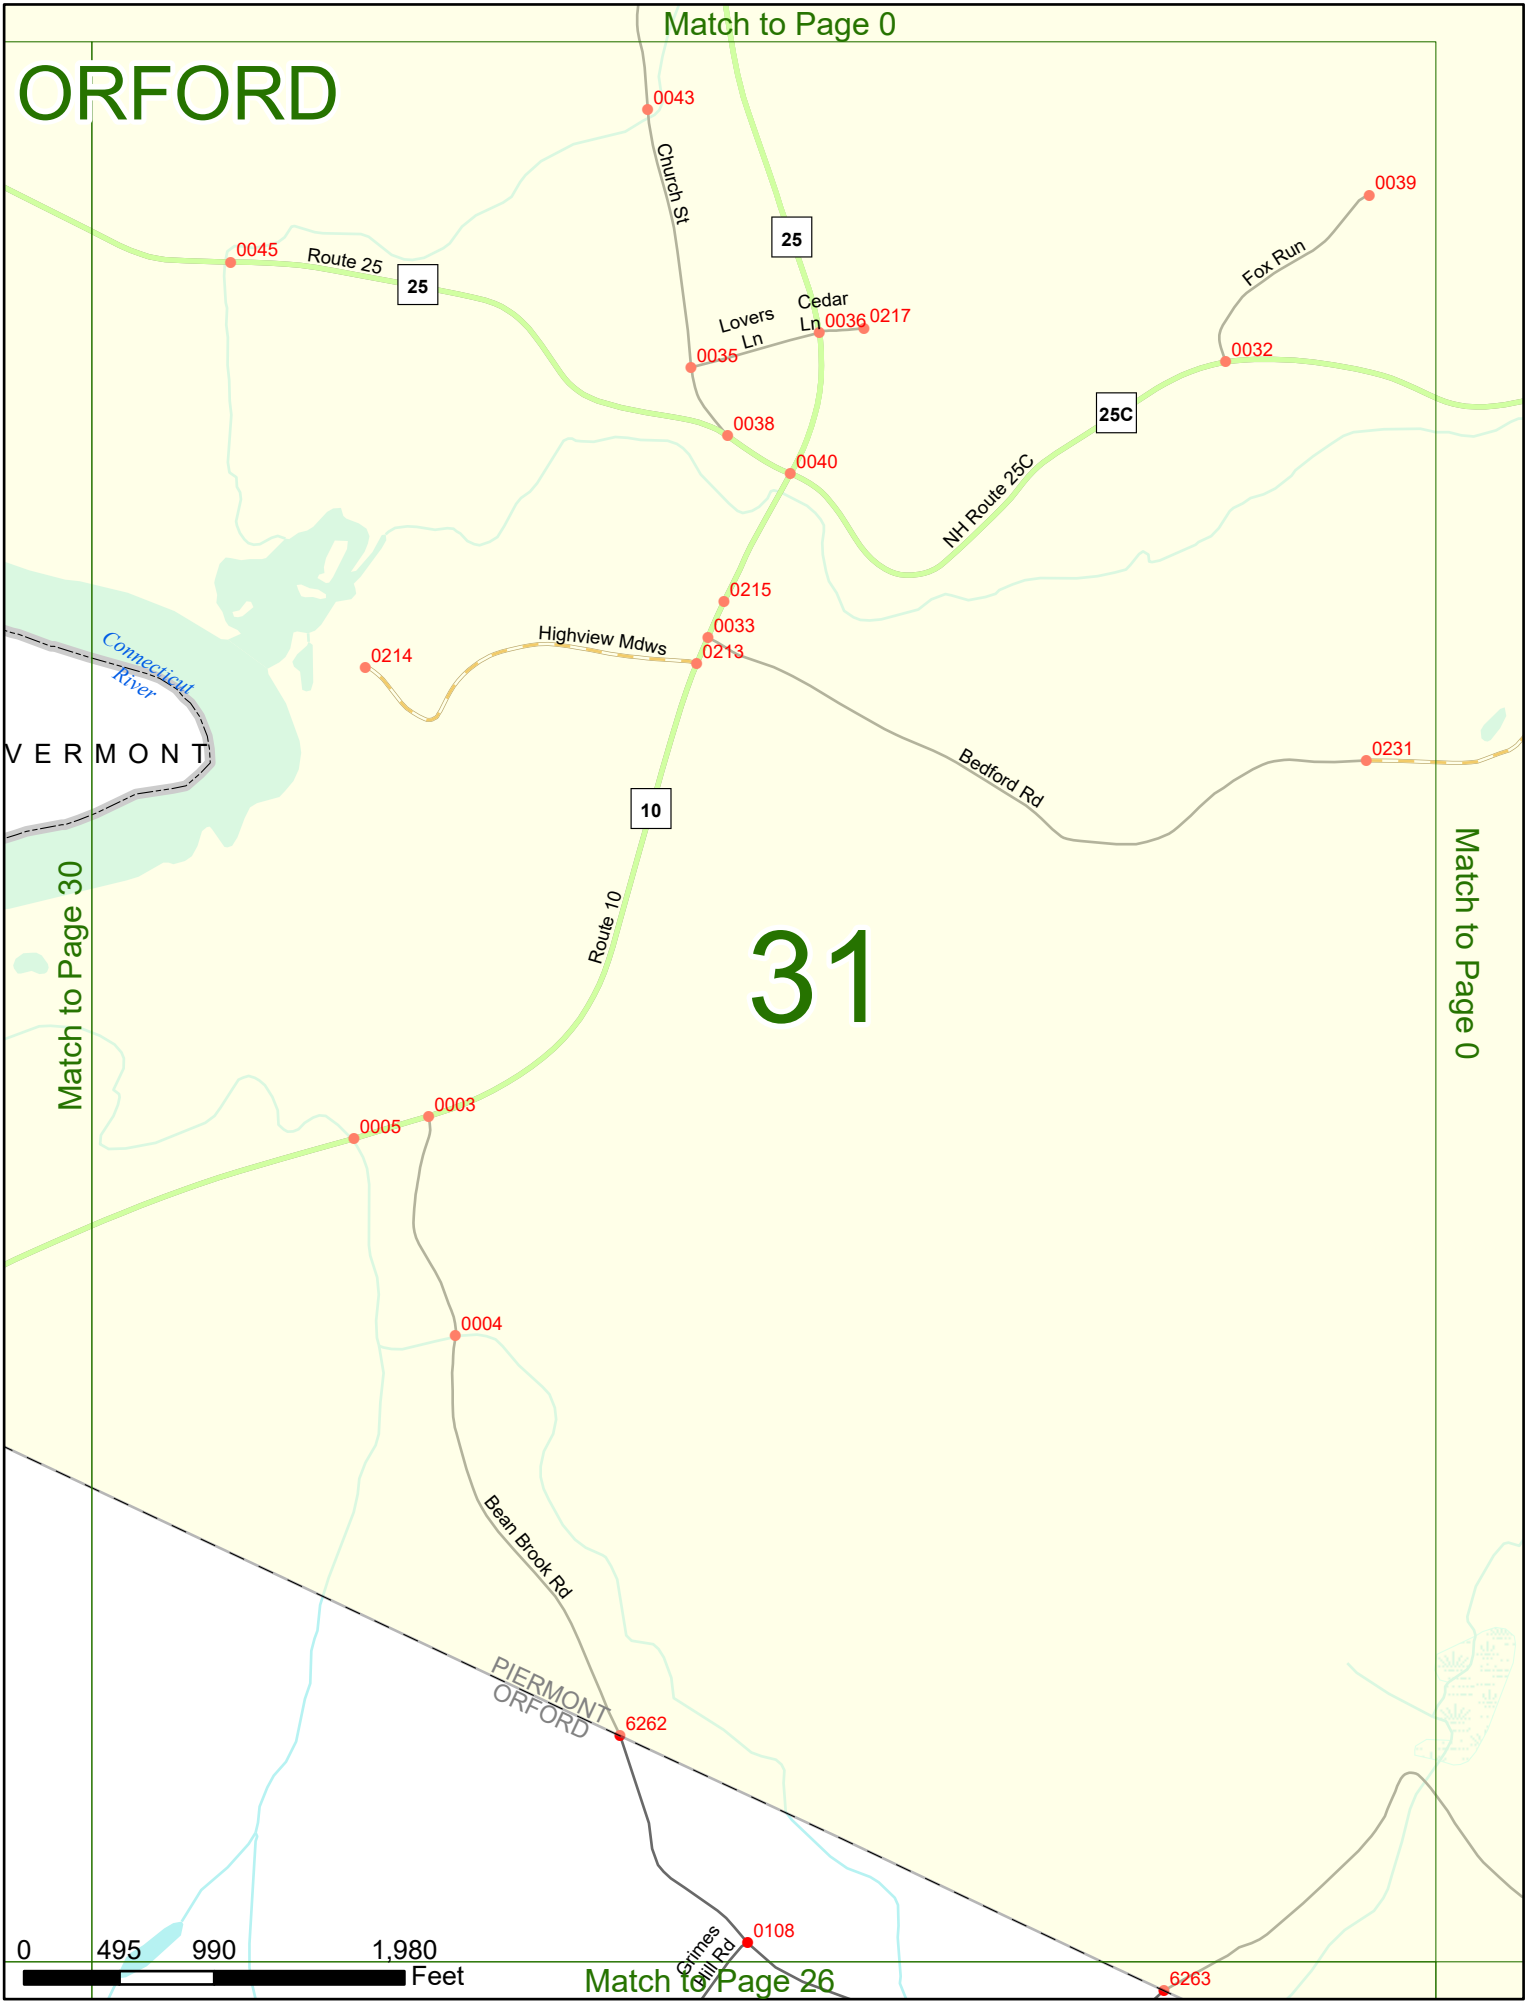 Match to Page 0
ORFORD
0043
Church St
0039
25
0045
Route 25
25
Fox Run
Cedar
Ln
0036
0217
Lovers
Ln
0035
0032
25C
0038
0040
NH Route 25C
0215
0033
Highview Mdws
0213
0214
Connecticut
River
VERMONT
0231
Bedford Rd
10
Match to Page 30
Match to Page 0
Route 10
31
0003
0005
0004
Bean Brook Rd
PIERMONT
ORFORD
6262
0108
Grimes
Hill Rd
0 495 990 1,980
Feet
Match to Page 26
6263